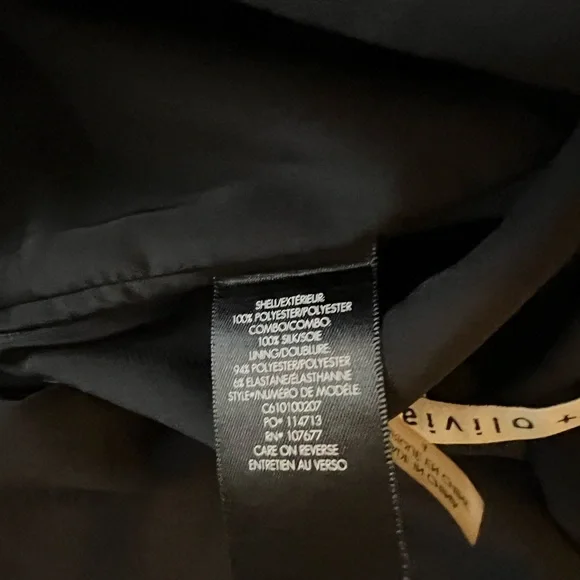 SHELL/EXTÉRIEUR:
100% POLYESTER/POLYESTER
COMBO/COMBO:
100% SILK/SOIE
LINING/DOUBLURE:
94% POLYESTER/POLYESTER
6% ELASTANE/ÉLASTHANNE
STYLE#/NUMÉRO DE MODÈLE:
C610100207
PO# 114713
RN# 107677
CARE ON REVERSE
ENTRETIEN AU VERSO
+ olivia